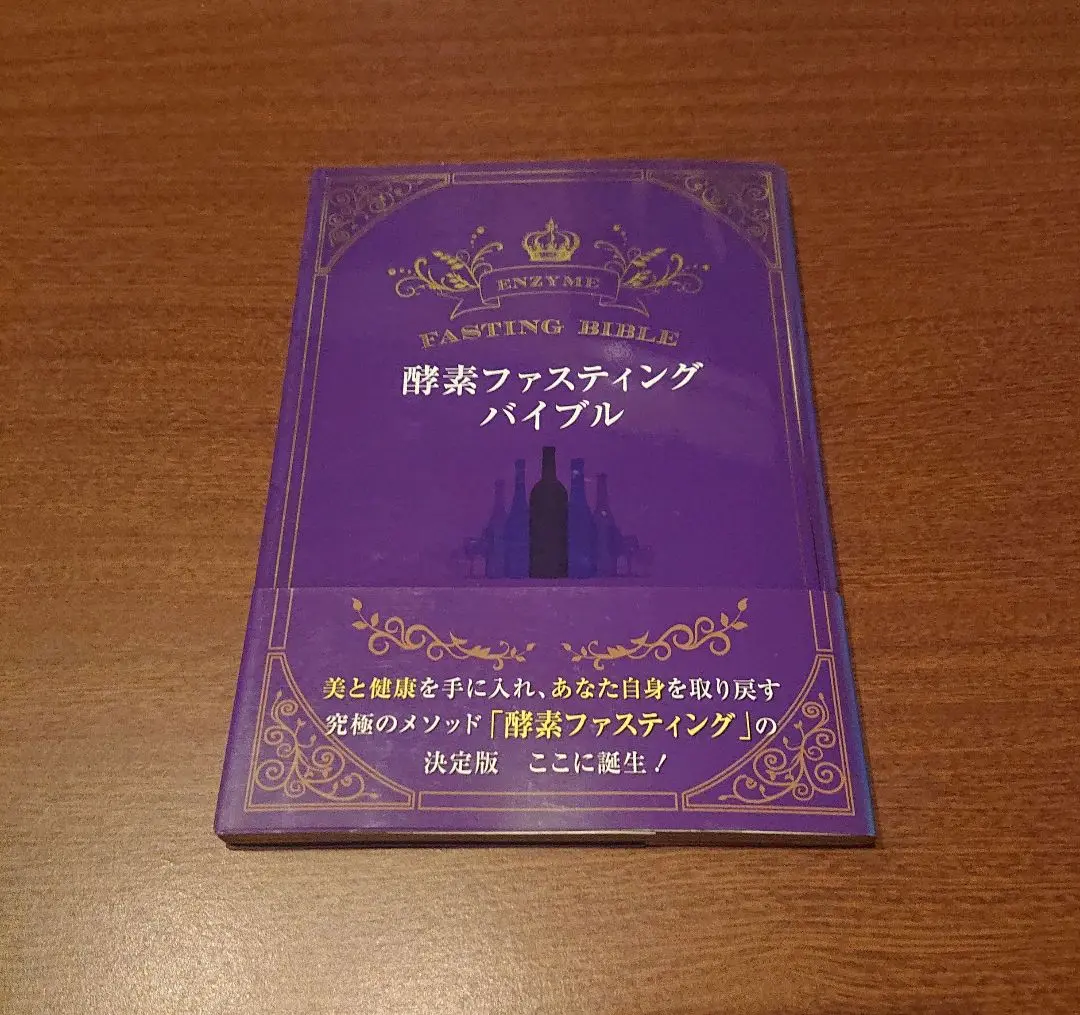 ENZYME
FASTING BIBLE
酵素ファスティング
バイブル
美と健康を手に入れ、あなた自身を取り戻す
究極のメソッド「酵素ファスティング」の
決定版　ここに誕生！